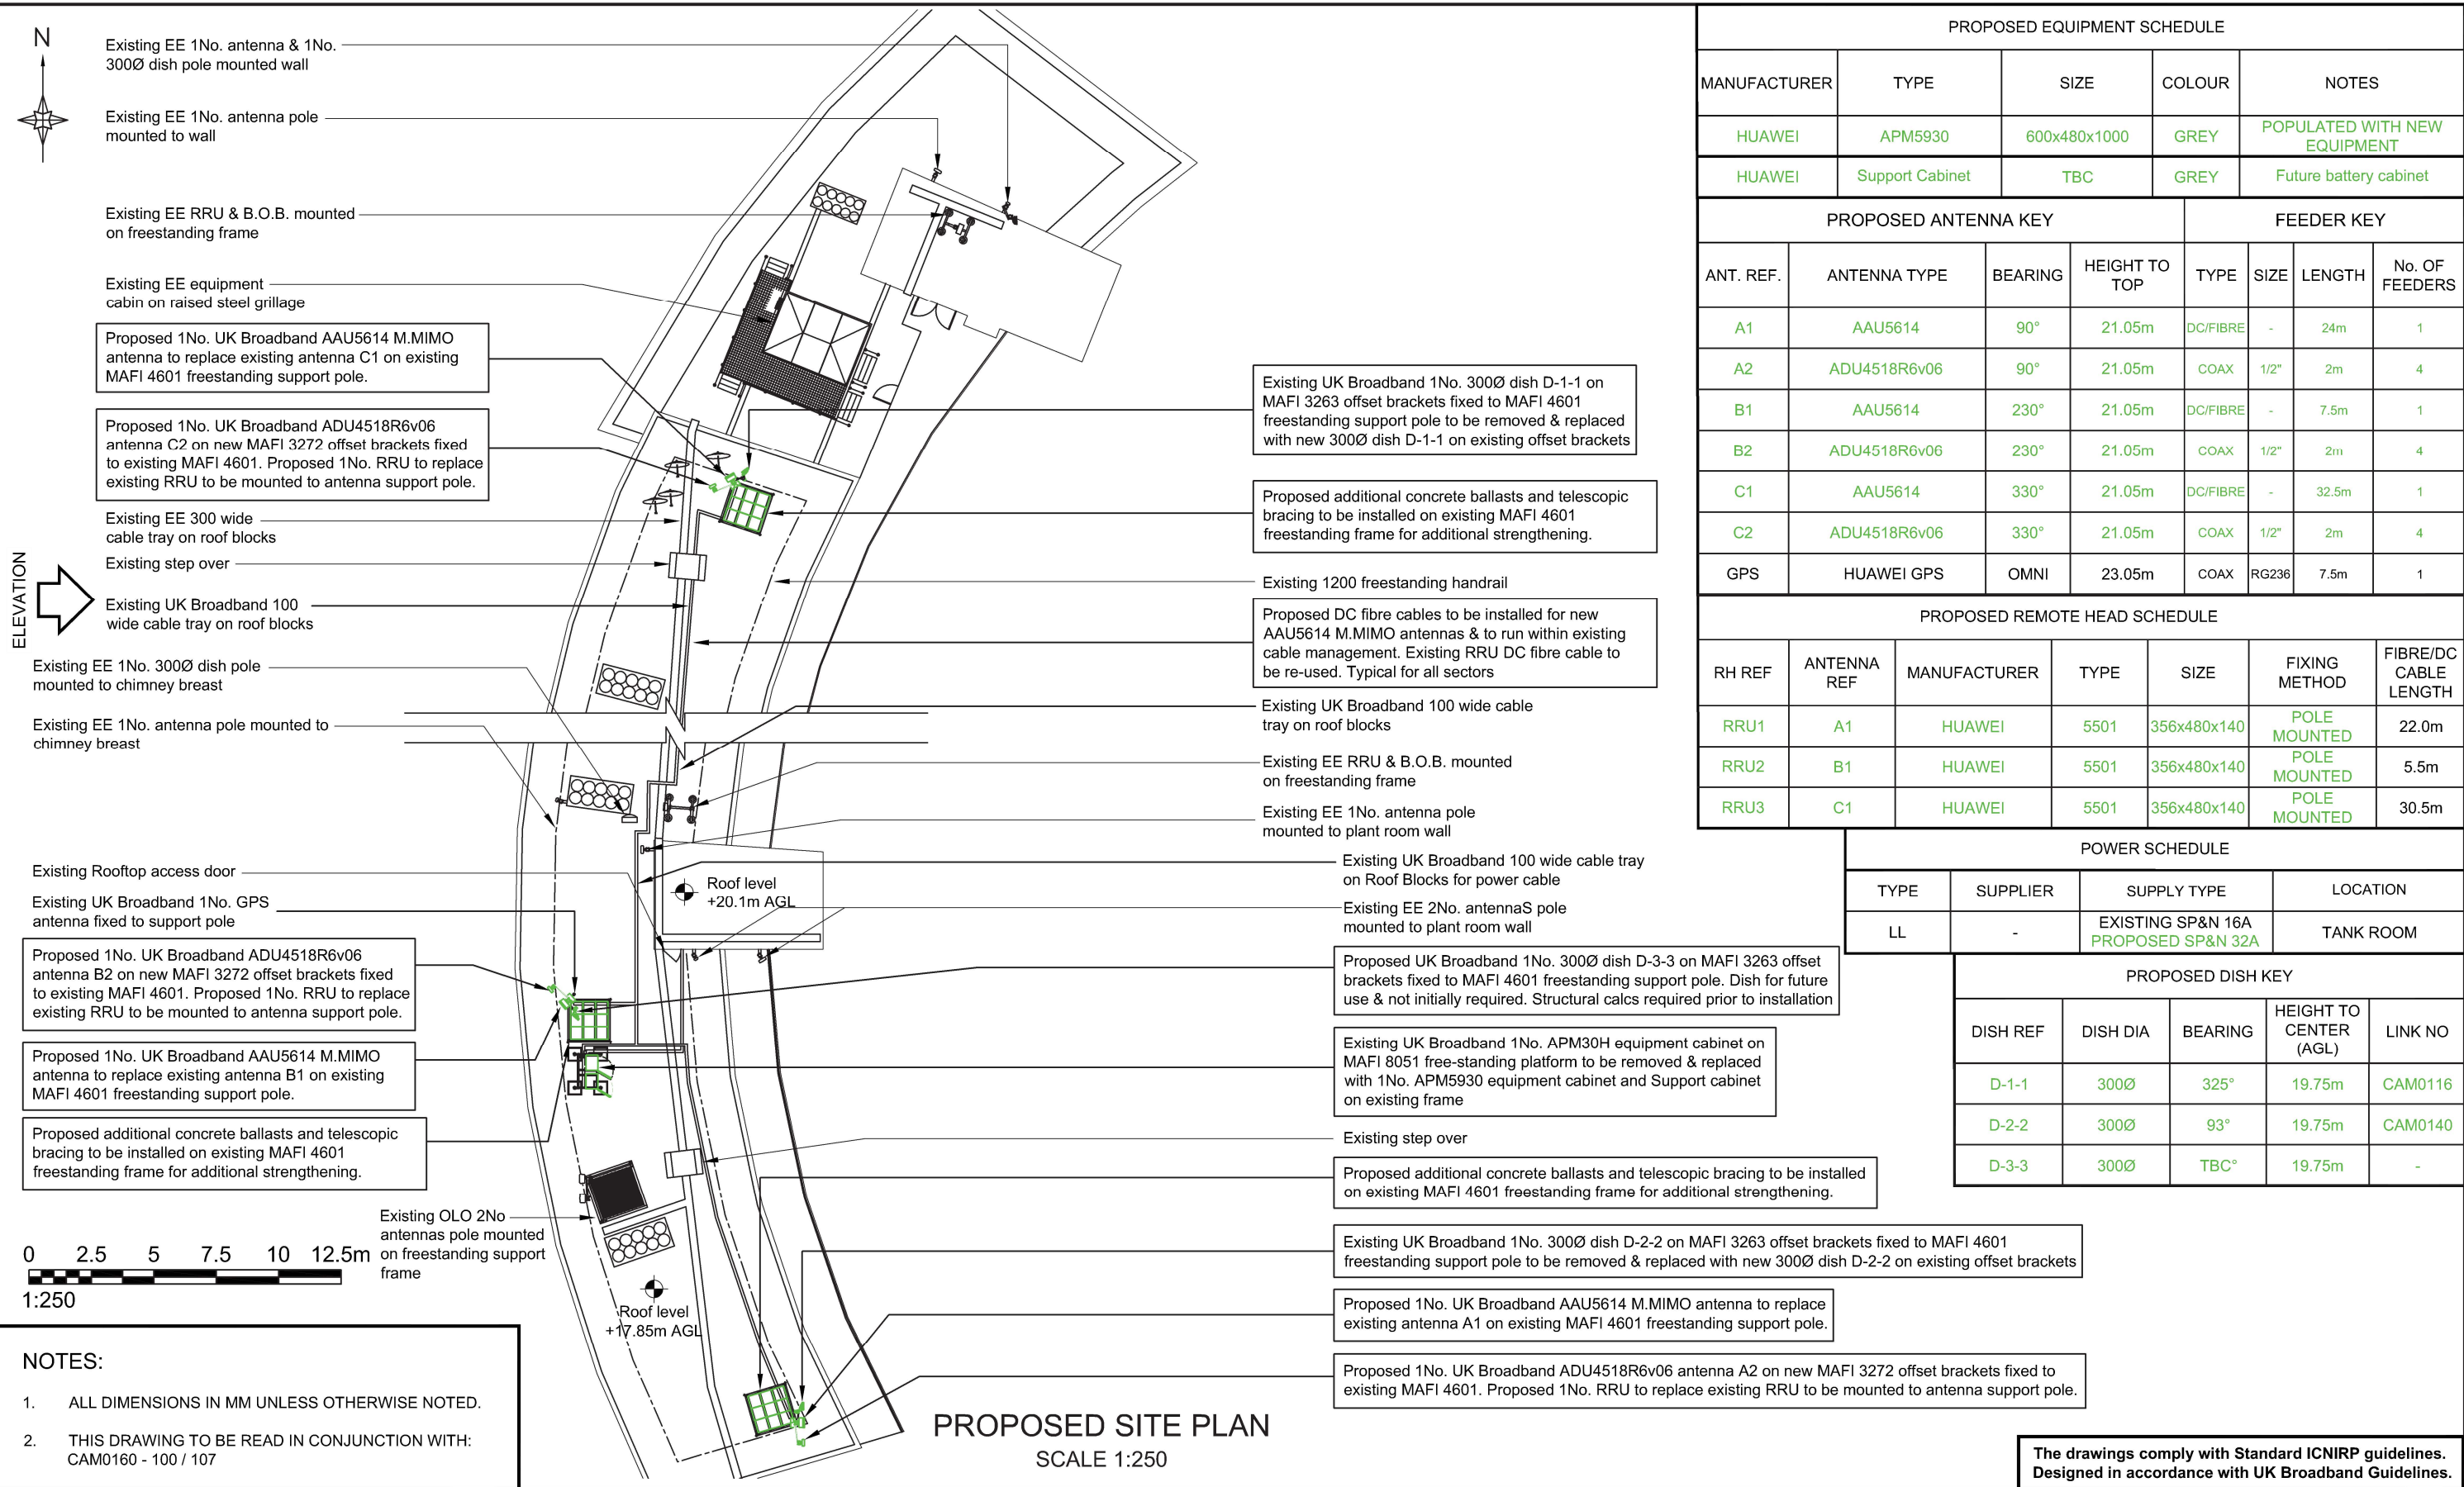 N
Existing EE 1No. antenna & 1No.
300Ø dish pole mounted wall
Existing EE 1No. antenna pole
mounted to wall
Existing EE RRU & B.O.B. mounted
on freestanding frame
Existing EE equipment
cabin on raised steel grillage
Proposed 1No. UK Broadband AAU5614 M.MIMO
antenna to replace existing antenna C1 on existing
MAFI 4601 freestanding support pole.
Proposed 1No. UK Broadband ADU4518R6v06
antenna C2 on new MAFI 3272 offset brackets fixed
to existing MAFI 4601. Proposed 1No. RRU to replace
existing RRU to be mounted to antenna support pole.
Existing EE 300 wide
cable tray on roof blocks
Existing step over
ELEVATION
Existing UK Broadband 100
wide cable tray on roof blocks
Existing EE 1No. 300Ø dish pole
mounted to chimney breast
Existing EE 1No. antenna pole mounted to
chimney breast
Existing Rooftop access door
Existing UK Broadband 1No. GPS
antenna fixed to support pole
Proposed 1No. UK Broadband ADU4518R6v06
antenna B2 on new MAFI 3272 offset brackets fixed
to existing MAFI 4601. Proposed 1No. RRU to replace
existing RRU to be mounted to antenna support pole.
Proposed 1No. UK Broadband AAU5614 M.MIMO
antenna to replace existing antenna B1 on existing
MAFI 4601 freestanding support pole.
Proposed additional concrete ballasts and telescopic
bracing to be installed on existing MAFI 4601
freestanding frame for additional strengthening.
Existing OLO 2No
antennas pole mounted
on freestanding support
frame
0 2.5 5 7.5 10 12.5m
1:250
NOTES:
1. ALL DIMENSIONS IN MM UNLESS OTHERWISE NOTED.
2. THIS DRAWING TO BE READ IN CONJUNCTION WITH:
CAM0160 - 100 / 107
Roof level
+20.1m AGL
Roof level
+17.85m AGL
Existing UK Broadband 1No. 300Ø dish D-1-1 on
MAFI 3263 offset brackets fixed to MAFI 4601
freestanding support pole to be removed & replaced
with new 300Ø dish D-1-1 on existing offset brackets
Proposed additional concrete ballasts and telescopic
bracing to be installed on existing MAFI 4601
freestanding frame for additional strengthening.
Existing 1200 freestanding handrail
Proposed DC fibre cables to be installed for new
AAU5614 M.MIMO antennas & to run within existing
cable management. Existing RRU DC fibre cable to
be re-used. Typical for all sectors
Existing UK Broadband 100 wide cable
tray on roof blocks
Existing EE RRU & B.O.B. mounted
on freestanding frame
Existing EE 1No. antenna pole
mounted to plant room wall
Existing UK Broadband 100 wide cable tray
on Roof Blocks for power cable
Existing EE 2No. antennaS pole
mounted to plant room wall
Proposed UK Broadband 1No. 300Ø dish D-3-3 on MAFI 3263 offset
brackets fixed to MAFI 4601 freestanding support pole. Dish for future
use & not initially required. Structural calcs required prior to installation
Existing UK Broadband 1No. APM30H equipment cabinet on
MAFI 8051 free-standing platform to be removed & replaced
with 1No. APM5930 equipment cabinet and Support cabinet
on existing frame
Existing step over
Proposed additional concrete ballasts and telescopic bracing to be installed
on existing MAFI 4601 freestanding frame for additional strengthening.
Existing UK Broadband 1No. 300Ø dish D-2-2 on MAFI 3263 offset brackets fixed to MAFI 4601
freestanding support pole to be removed & replaced with new 300Ø dish D-2-2 on existing offset brackets
Proposed 1No. UK Broadband AAU5614 M.MIMO antenna to replace
existing antenna A1 on existing MAFI 4601 freestanding support pole.
Proposed 1No. UK Broadband ADU4518R6v06 antenna A2 on new MAFI 3272 offset brackets fixed to
existing MAFI 4601. Proposed 1No. RRU to replace existing RRU to be mounted to antenna support pole.
PROPOSED SITE PLAN
SCALE 1:250
PROPOSED EQUIPMENT SCHEDULE
MANUFACTURER TYPE SIZE COLOUR NOTES
HUAWEI APM5930 600x480x1000 GREY POPULATED WITH NEW EQUIPMENT
HUAWEI Support Cabinet TBC GREY Future battery cabinet
PROPOSED ANTENNA KEY FEEDER KEY
ANT. REF. ANTENNA TYPE BEARING HEIGHT TO TOP TYPE SIZE LENGTH No. OF FEEDERS
A1 AAU5614 90° 21.05m DC/FIBRE - 24m 1
A2 ADU4518R6v06 90° 21.05m COAX 1/2" 2m 4
B1 AAU5614 230° 21.05m DC/FIBRE - 7.5m 1
B2 ADU4518R6v06 230° 21.05m COAX 1/2" 2m 4
C1 AAU5614 330° 21.05m DC/FIBRE - 32.5m 1
C2 ADU4518R6v06 330° 21.05m COAX 1/2" 2m 4
GPS HUAWEI GPS OMNI 23.05m COAX RG236 7.5m 1
PROPOSED REMOTE HEAD SCHEDULE
RH REF ANTENNA REF MANUFACTURER TYPE SIZE FIXING METHOD FIBRE/DC CABLE LENGTH
RRU1 A1 HUAWEI 5501 356x480x140 POLE MOUNTED 22.0m
RRU2 B1 HUAWEI 5501 356x480x140 POLE MOUNTED 5.5m
RRU3 C1 HUAWEI 5501 356x480x140 POLE MOUNTED 30.5m
POWER SCHEDULE
TYPE SUPPLIER SUPPLY TYPE LOCATION
LL - EXISTING SP&N 16A PROPOSED SP&N 32A TANK ROOM
PROPOSED DISH KEY
DISH REF DISH DIA BEARING HEIGHT TO CENTER (AGL) LINK NO
D-1-1 300Ø 325° 19.75m CAM0116
D-2-2 300Ø 93° 19.75m CAM0140
D-3-3 300Ø TBC° 19.75m -
The drawings comply with Standard ICNIRP guidelines.
Designed in accordance with UK Broadband Guidelines.